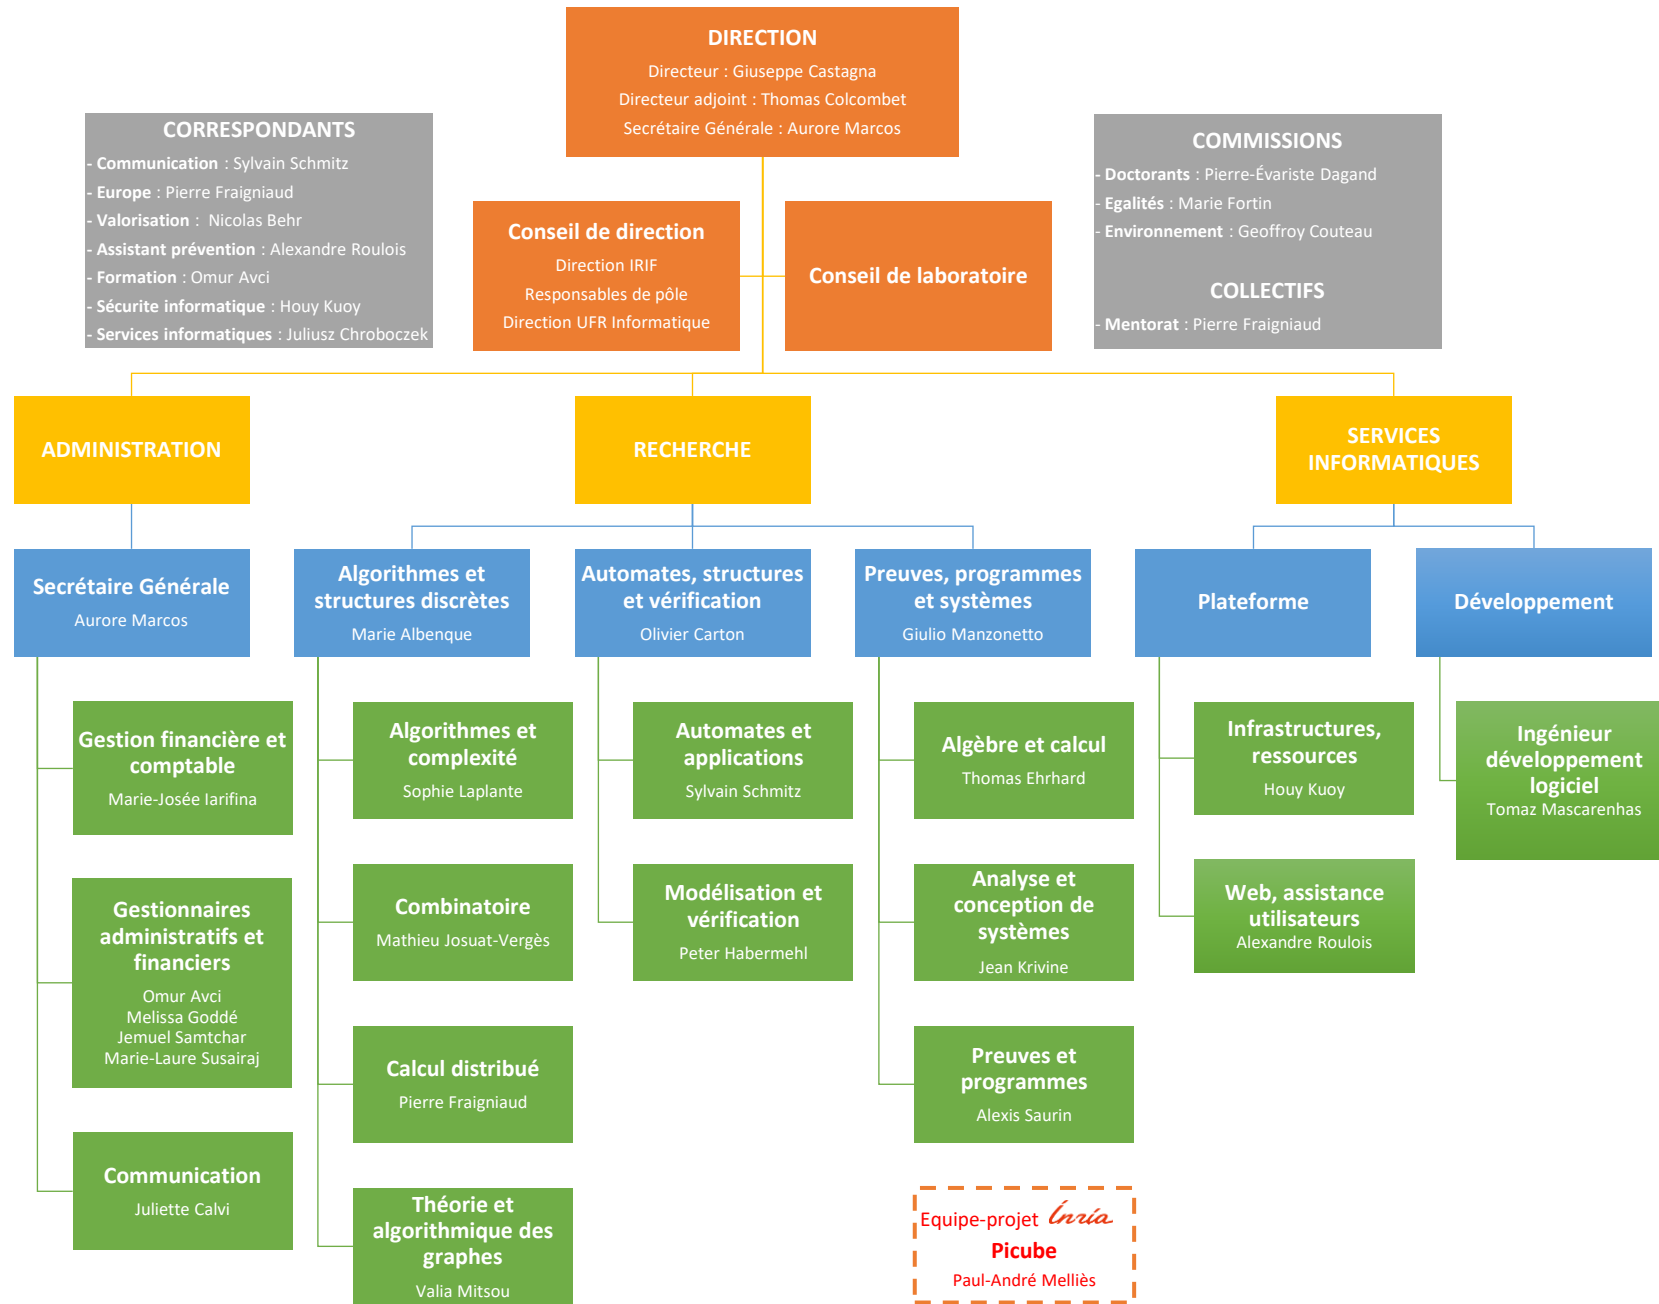 DIRECTION
Directeur : Giuseppe Castagna
Directeur adjoint : Thomas Colcombet
Secrétaire Générale : Aurore Marcos
CORRESPONDANTS
- Communication : Sylvain Schmitz
- Europe : Pierre Fraigniaud
- Valorisation : Nicolas Behr
- Assistant prévention : Alexandre Roulois
- Formation : Omur Avci
- Sécurite informatique : Houy Kuoy
- Services informatiques : Juliusz Chroboczek
Conseil de direction
Direction IRIF
Responsables de pôle
Direction UFR Informatique
Conseil de laboratoire
COMMISSIONS
- Doctorants : Pierre-Évariste Dagand
- Egalités : Marie Fortin
- Environnement : Geoffroy Couteau
COLLECTIFS
- Mentorat : Pierre Fraigniaud
ADMINISTRATION
RECHERCHE
SERVICES
INFORMATIQUES
Secrétaire Générale
Aurore Marcos
Algorithmes et
structures discrètes
Marie Albenque
Automates, structures
et vérification
Olivier Carton
Preuves, programmes
et systèmes
Giulio Manzonetto
Plateforme
Développement
Gestion financière et
comptable
Marie-Josée Iarifina
Gestionnaires
administratifs et
financiers
Omur Avci
Melissa Goddé
Jemuel Samtchar
Marie-Laure Susairaj
Communication
Juliette Calvi
Algorithmes et
complexité
Sophie Laplante
Combinatoire
Mathieu Josuat-Vergès
Calcul distribué
Pierre Fraigniaud
Théorie et
algorithmique des
graphes
Valia Mitsou
Automates et
applications
Sylvain Schmitz
Modélisation et
vérification
Peter Habermehl
Algèbre et calcul
Thomas Ehrhard
Analyse et
conception de
systèmes
Jean Krivine
Preuves et
programmes
Alexis Saurin
Equipe-projet Inria
Picube
Paul-André Melliès
Infrastructures,
ressources
Houy Kuoy
Web, assistance
utilisateurs
Alexandre Roulois
Ingénieur
développement
logiciel
Tomaz Mascarenhas